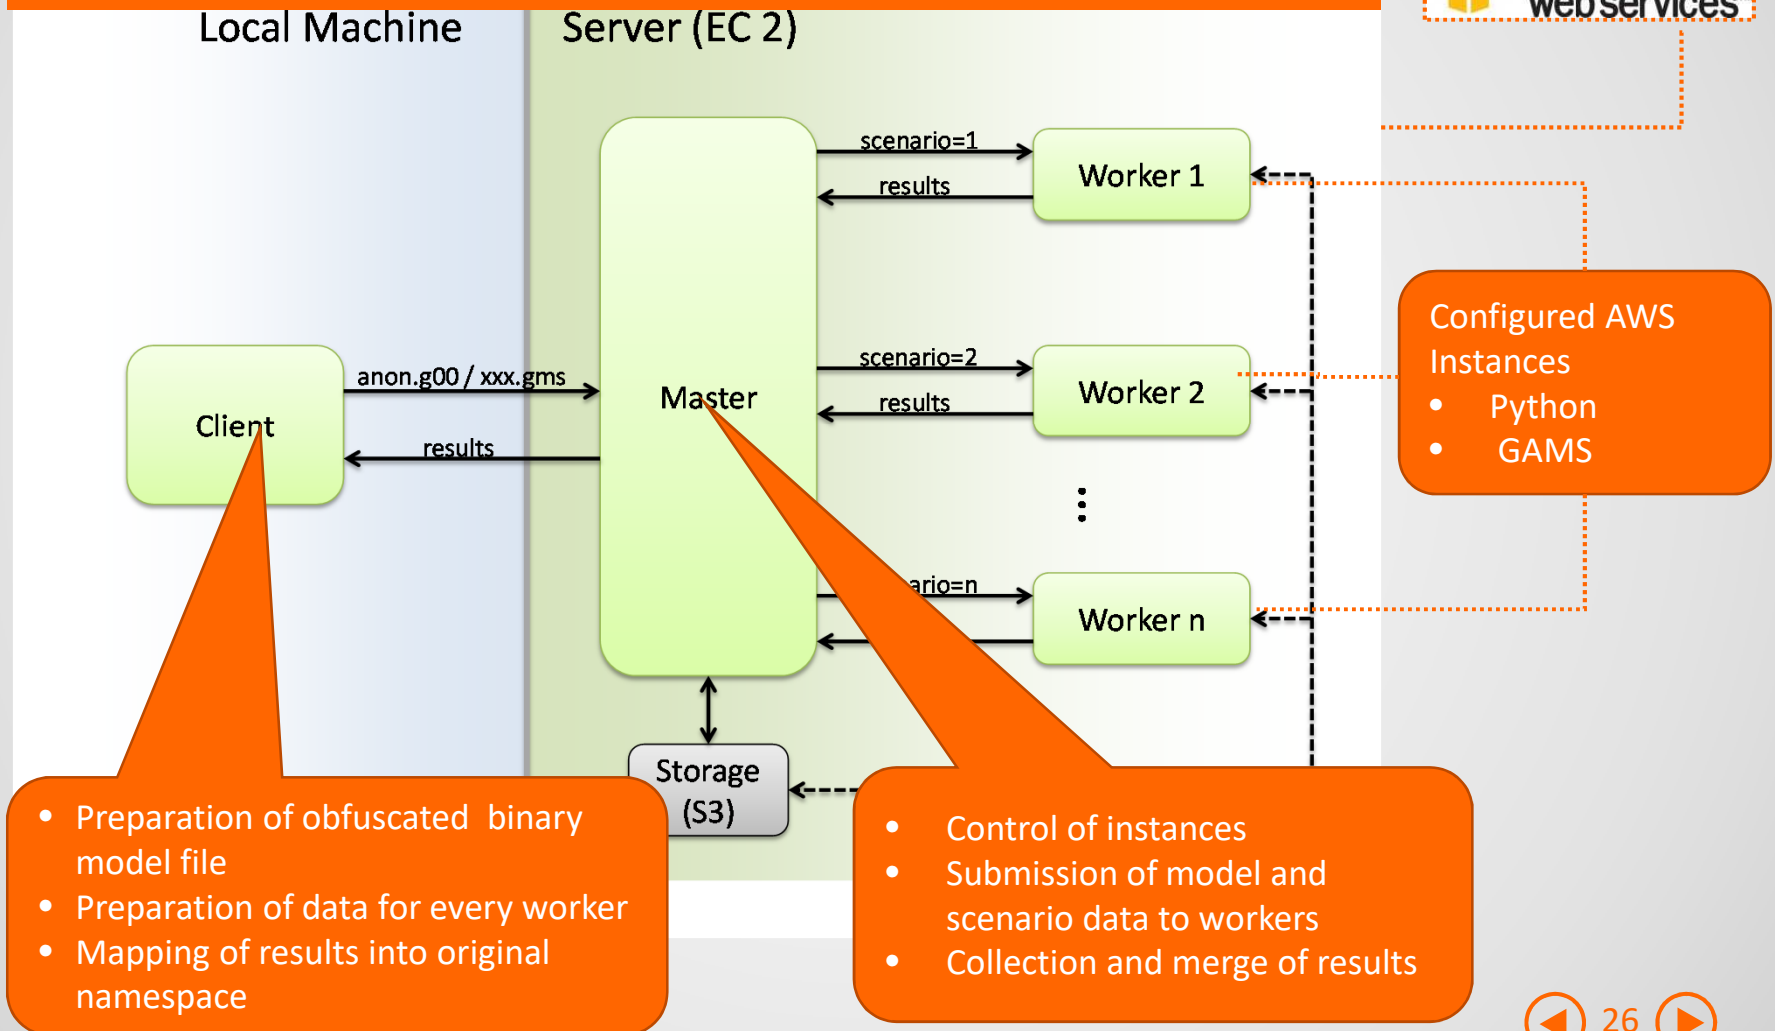 web services
Local Machine
Server (EC 2)
scenario=1
results
Worker 1
Configured AWS
Instances
• Python
• GAMS
scenario=2
results
Worker 2
anon.g00 / xxx.gms
Client
results
Master
⋮
ario=n
Worker n
Storage
(S3)
• Preparation of obfuscated binary
model file
• Preparation of data for every worker
• Mapping of results into original
namespace
• Control of instances
• Submission of model and
scenario data to workers
• Collection and merge of results
26